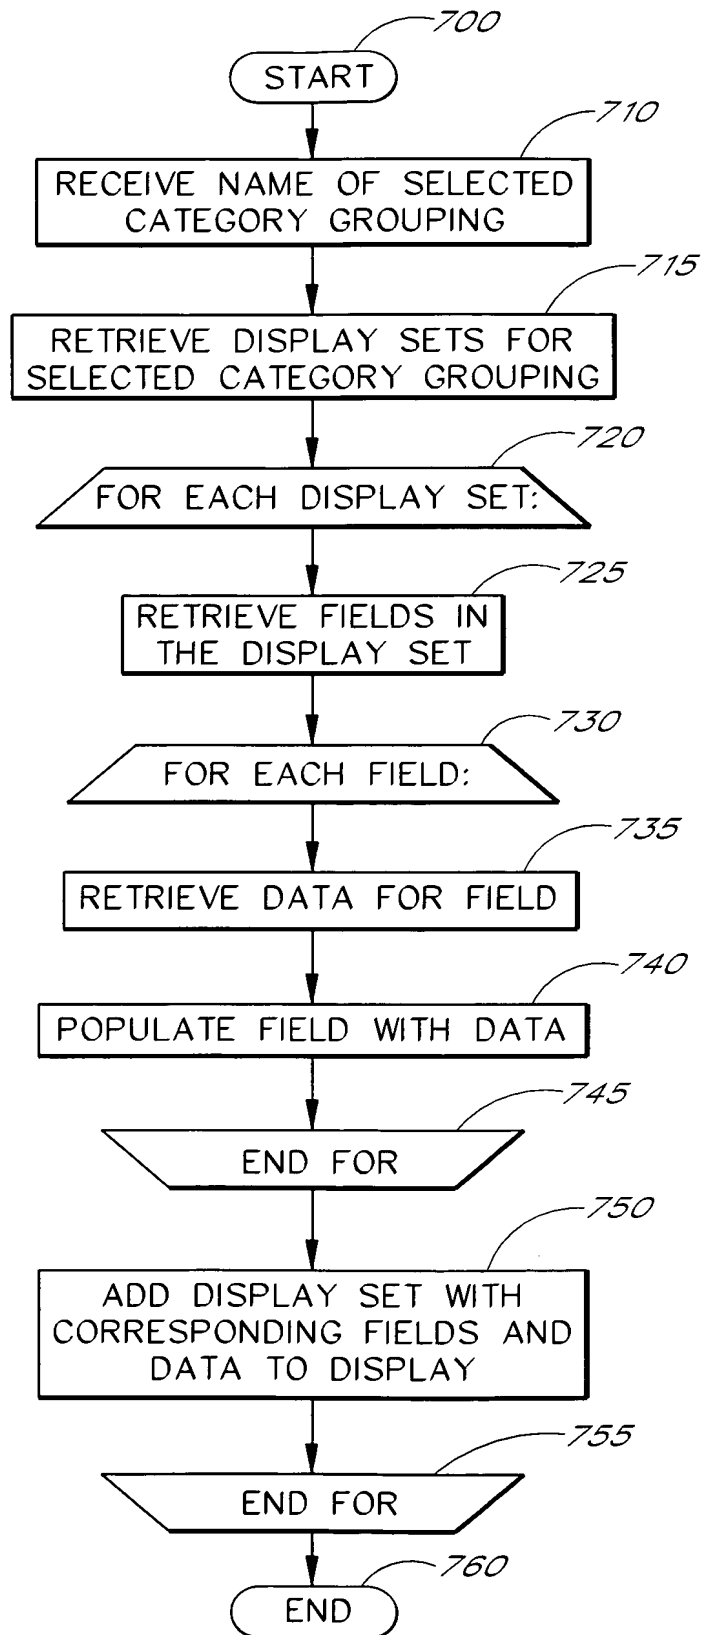 700
START
710
RECEIVE NAME OF SELECTED
CATEGORY GROUPING
715
RETRIEVE DISPLAY SETS FOR
SELECTED CATEGORY GROUPING
720
FOR EACH DISPLAY SET:
725
RETRIEVE FIELDS IN
THE DISPLAY SET
730
FOR EACH FIELD:
735
RETRIEVE DATA FOR FIELD
740
POPULATE FIELD WITH DATA
745
END FOR
750
ADD DISPLAY SET WITH
CORRESPONDING FIELDS AND
DATA TO DISPLAY
755
END FOR
760
END